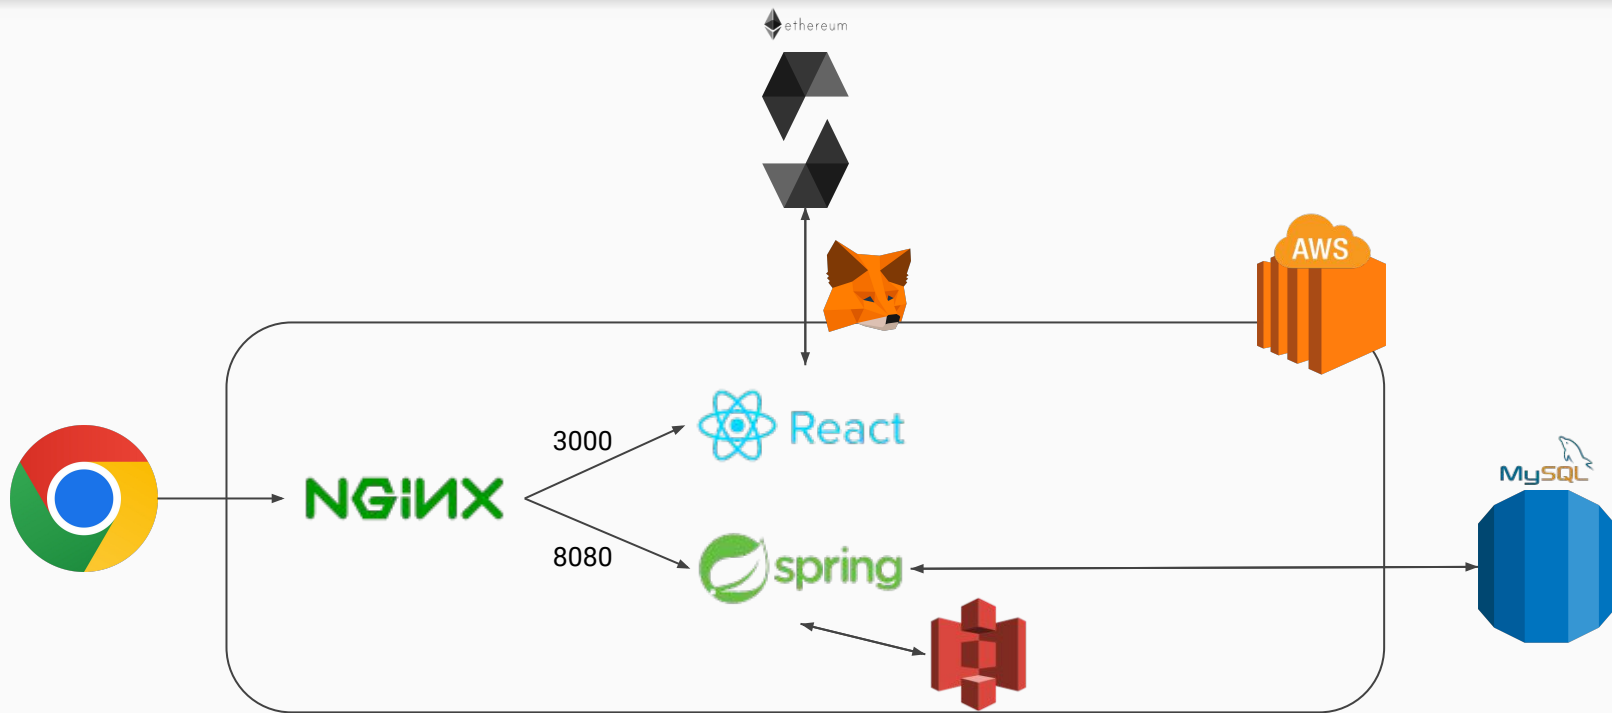 ethereum
AWS
3000
React
MySQL
NGiNX
8080
spring